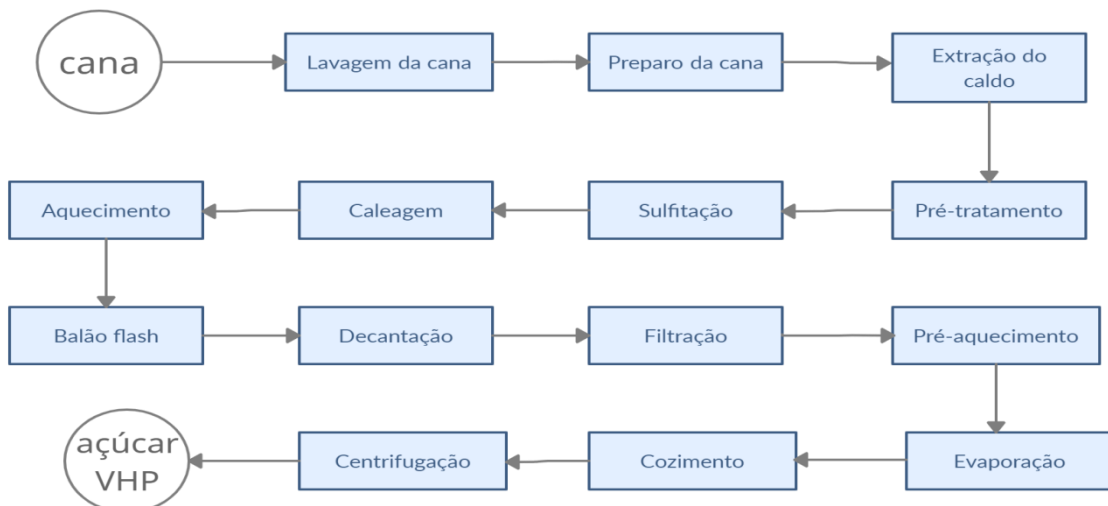 cana
Lavagem da cana
Preparo da cana
Extração do
caldo
Pré-tratamento
Sulfitação
Caleagem
Aquecimento
Balão flash
Decantação
Filtração
Pré-aquecimento
Evaporação
Cozimento
Centrifugação
açúcar
VHP